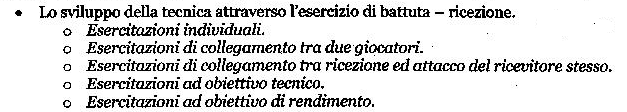 • Lo sviluppo della tecnica attraverso l'esercizio di battuta – ricezione.
o Esercitazioni individuali.
o Esercitazioni di collegamento tra due giocatori.
o Esercitazioni di collegamento tra ricezione ed attacco del ricevitore stesso.
o Esercitazioni ad obiettivo tecnico.
o Esercitazioni ad obiettivo di rendimento.